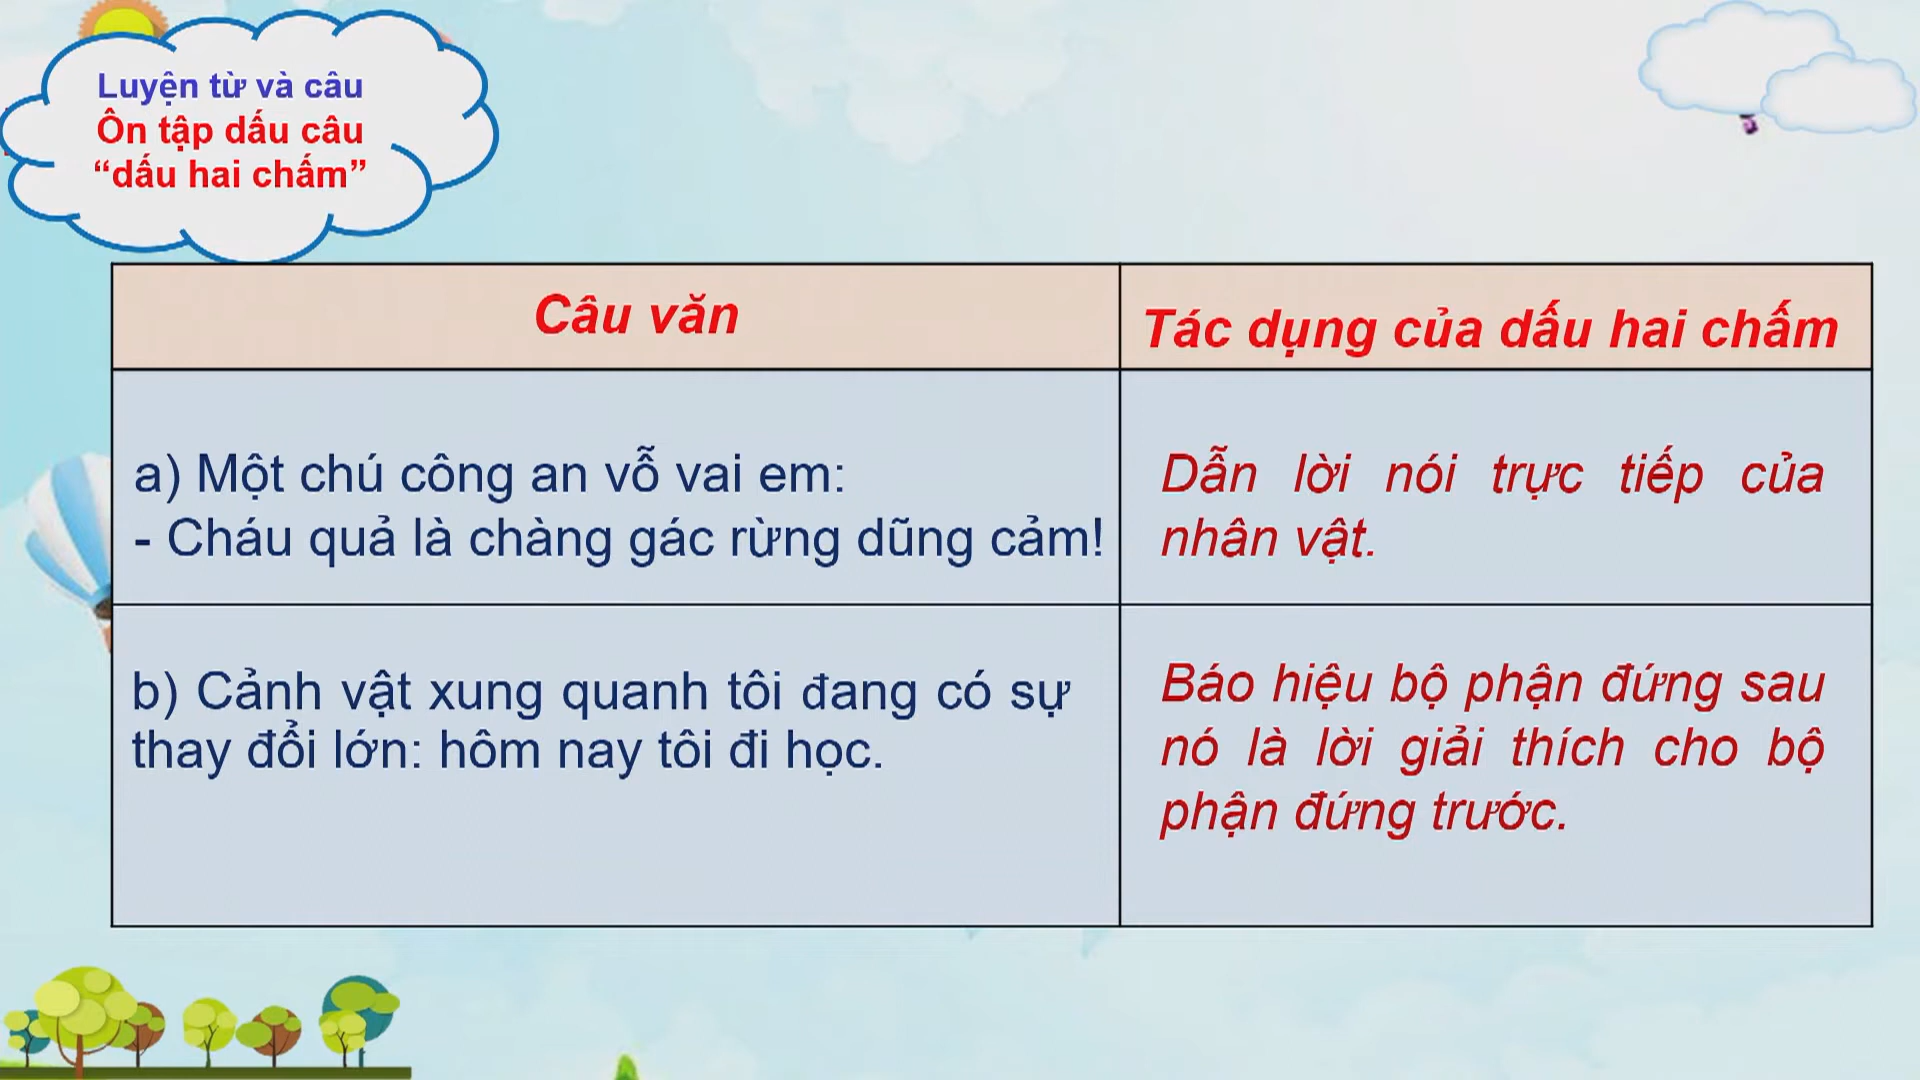 Luyện từ và câu
Ôn tập dấu câu
“dấu hai chấm”
Câu văn
Tác dụng của dấu hai chấm
a) Một chú công an vỗ vai em:
- Cháu quả là chàng gác rừng dũng cảm!
Dẫn lời nói trực tiếp của
nhân vật.
b) Cảnh vật xung quanh tôi đang có sự
thay đổi lớn: hôm nay tôi đi học.
Báo hiệu bộ phận đứng sau
nó là lời giải thích cho bộ
phận đứng trước.